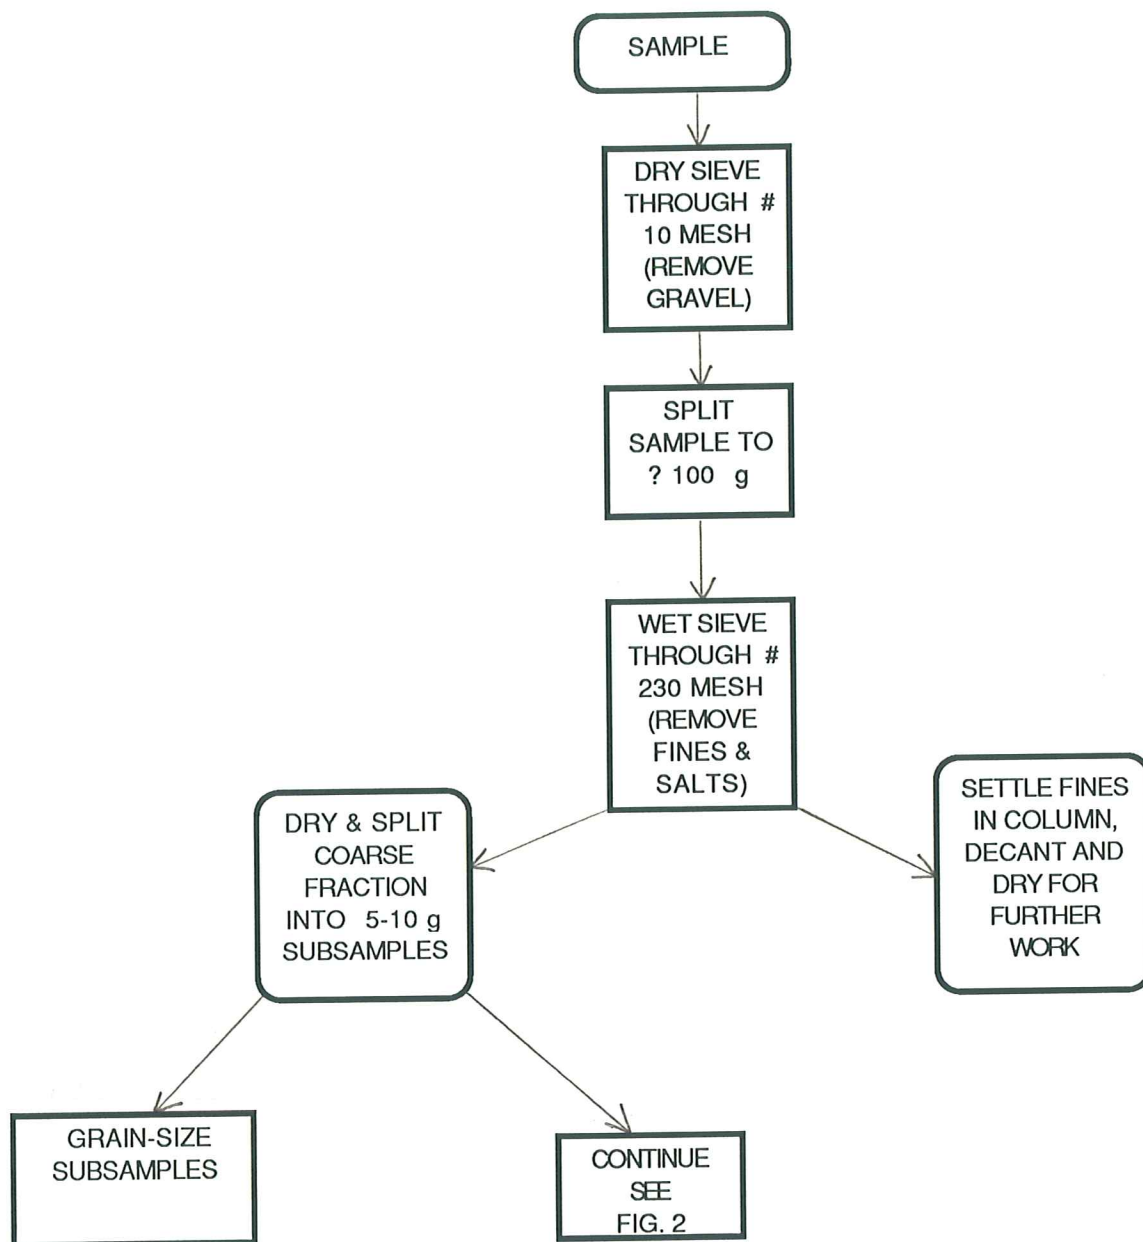 SAMPLE
DRY SIEVE
THROUGH #
10 MESH
(REMOVE
GRAVEL)
SPLIT
SAMPLE TO
? 100 g
WET SIEVE
THROUGH #
230 MESH
(REMOVE
FINES &
SALTS)
DRY & SPLIT
COARSE
FRACTION
INTO 5-10 g
SUBSAMPLES
SETTLE FINES
IN COLUMN,
DECANT AND
DRY FOR
FURTHER
WORK
GRAIN-SIZE
SUBSAMPLES
CONTINUE
SEE
FIG. 2